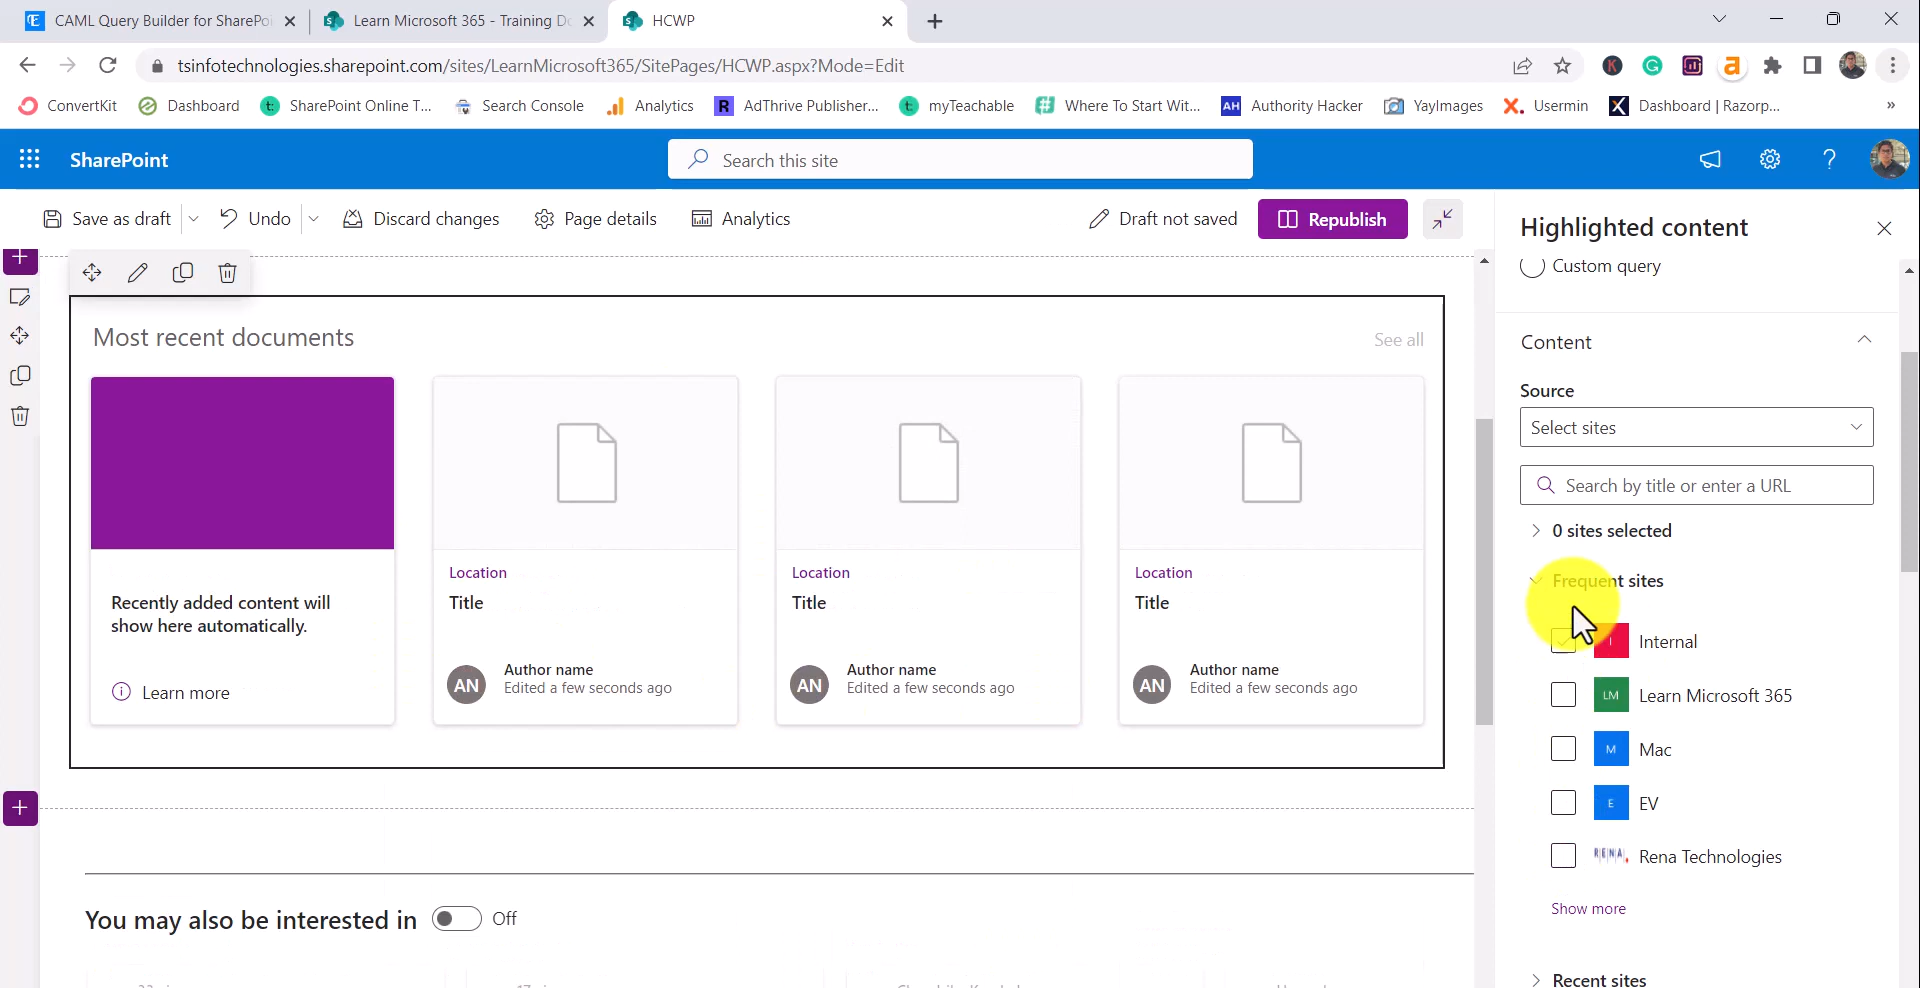 CAML Query Builder for SharePoi
Learn Microsoft 365 - Training Do
HCWP
tsinfotechnologies.sharepoint.com/sites/LearnMicrosoft365/SitePages/HCWP.aspx?Mode=Edit
ConvertKit
Dashboard
SharePoint Online T...
Search Console
Analytics
R AdThrive Publisher...
myTeachable
Where To Start Wit...
AH Authority Hacker
YayImages
Usermin
Dashboard | Razorp...
SharePoint
Search this site
Save as draft
Undo
Discard changes
Page details
Analytics
Draft not saved
Republish
Most recent documents
See all
Recently added content will
show here automatically.
Learn more
Location
Title
AN
Author name
Edited a few seconds ago
Location
Title
AN
Author name
Edited a few seconds ago
Location
Title
AN
Author name
Edited a few seconds ago
You may also be interested in
Off
Highlighted content
Custom query
Content
Source
Select sites
Search by title or enter a URL
0 sites selected
Frequent sites
I Internal
LM Learn Microsoft 365
M Mac
E EV
RENA Rena Technologies
Show more
Recent sites